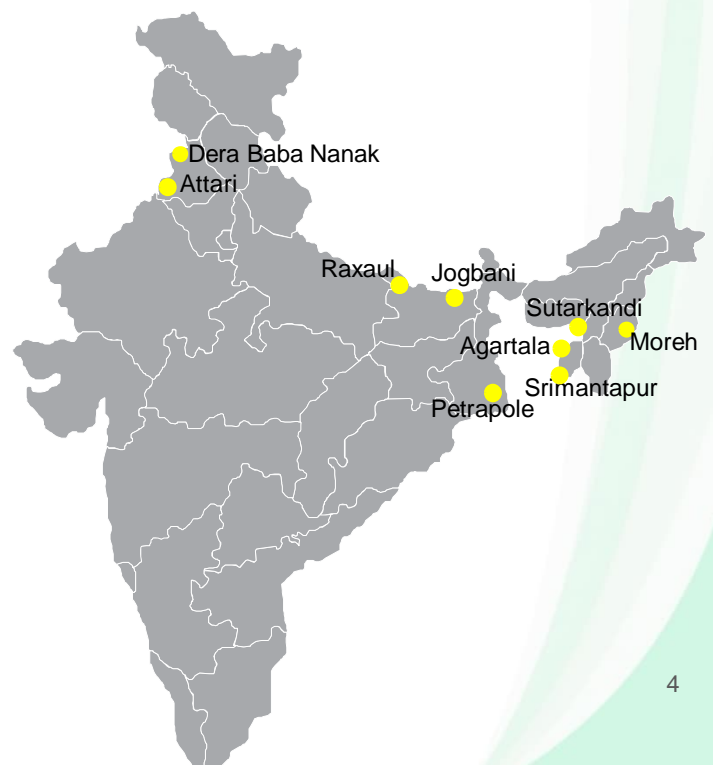 Dera Baba Nanak
Attari
Raxaul
Jogbani
Sutarkandi
Agartala
Moreh
Srimantapur
Petrapole
4